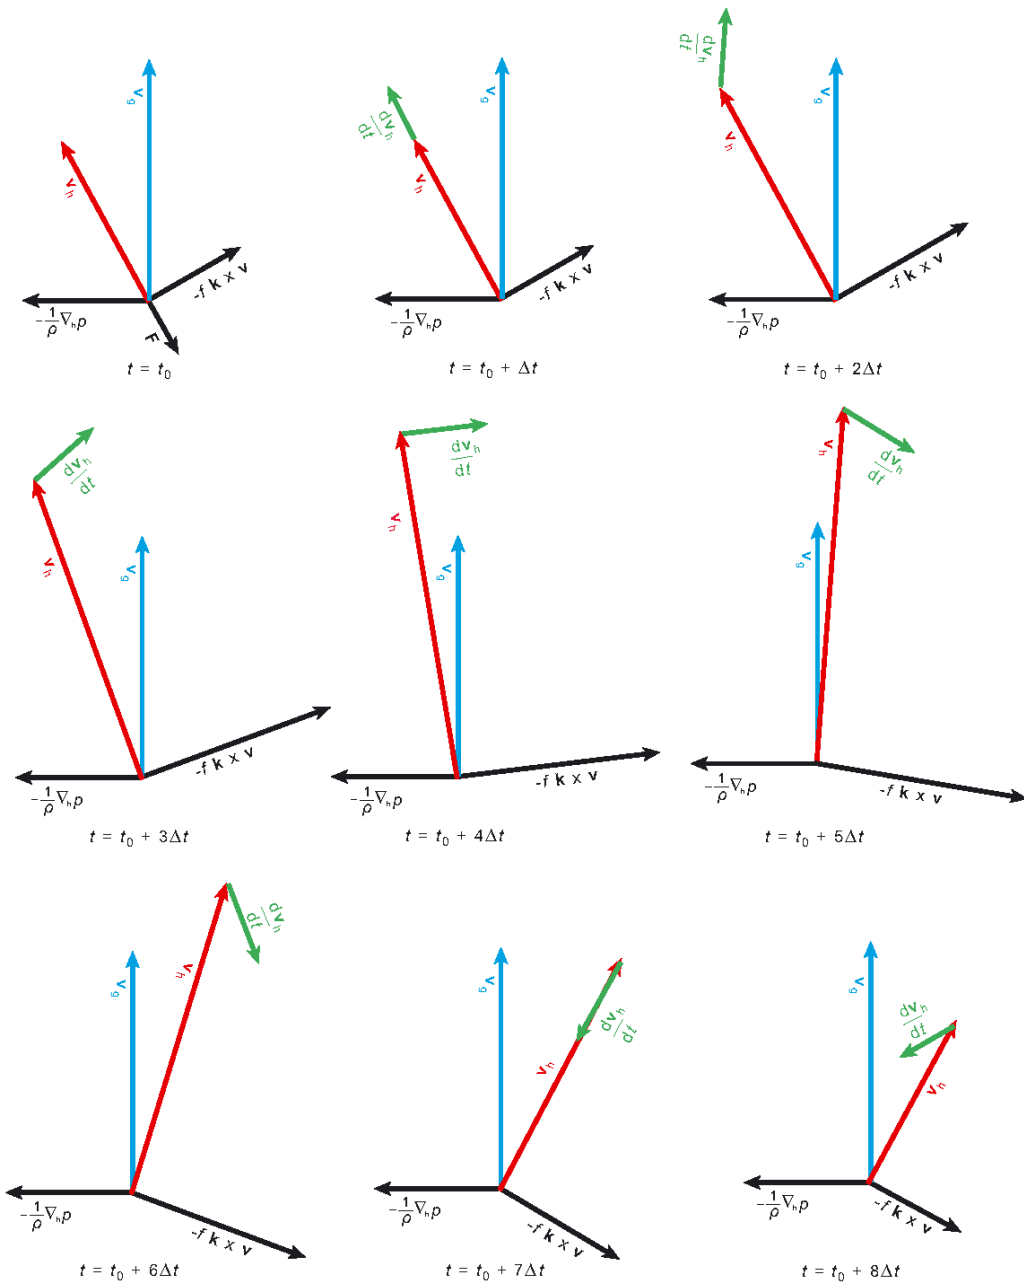 v_g
v_h
-f k × v
-1/ρ ∇_h p
F
t = t_0
v_g
dv_h/dt
v_h
-f k × v
-1/ρ ∇_h p
t = t_0 + Δt
dv_h/dt
v_g
v_h
-f k × v
-1/ρ ∇_h p
t = t_0 + 2Δt
dv_h/dt
v_h
v_g
-f k × v
-1/ρ ∇_h p
t = t_0 + 3Δt
dv_h/dt
v_h
v_g
-f k × v
-1/ρ ∇_h p
t = t_0 + 4Δt
v_h
dv_h/dt
v_g
-f k × v
-1/ρ ∇_h p
t = t_0 + 5Δt
dv_h/dt
v_h
v_g
-1/ρ ∇_h p
-f k × v
t = t_0 + 6Δt
v_g
dv_h/dt
v_h
-1/ρ ∇_h p
-f k × v
t = t_0 + 7Δt
v_g
dv_h/dt
v_h
-1/ρ ∇_h p
-f k × v
t = t_0 + 8Δt